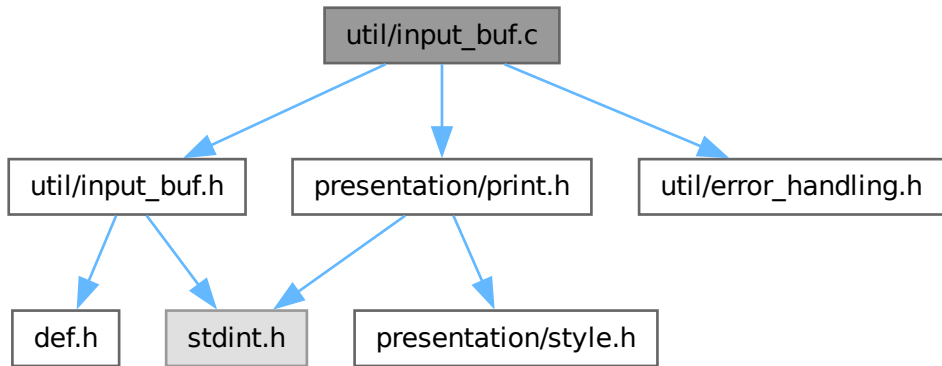 util/input_buf.c
util/input_buf.h
presentation/print.h
util/error_handling.h
def.h
stdint.h
presentation/style.h